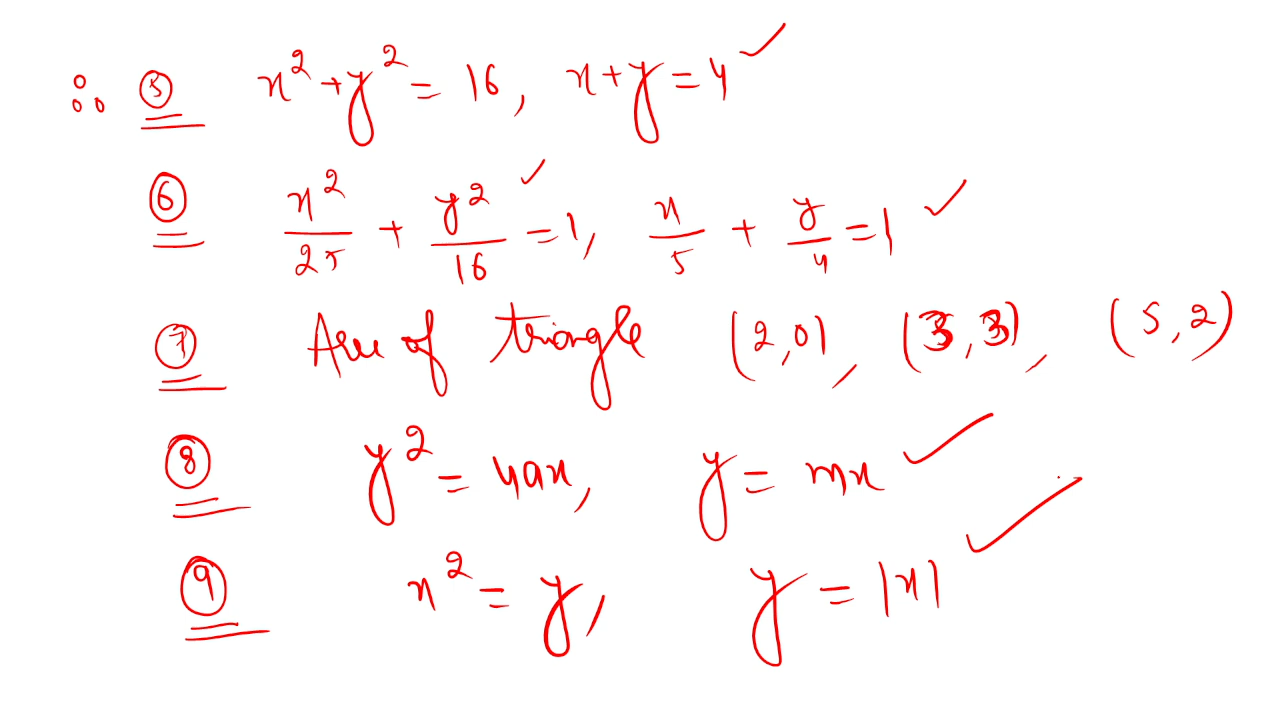 ∴ ⑤ x² + y² = 16, x + y = 4 ✓
⑥ x²/25 + y²/16 = 1, ✓ x/5 + y/4 = 1 ✓
⑦ Area of triangle (2,0), (3,3), (5,2)
⑧ y² = 4ax, y = mx ✓
⑨ x² = y, y = |x| ✓